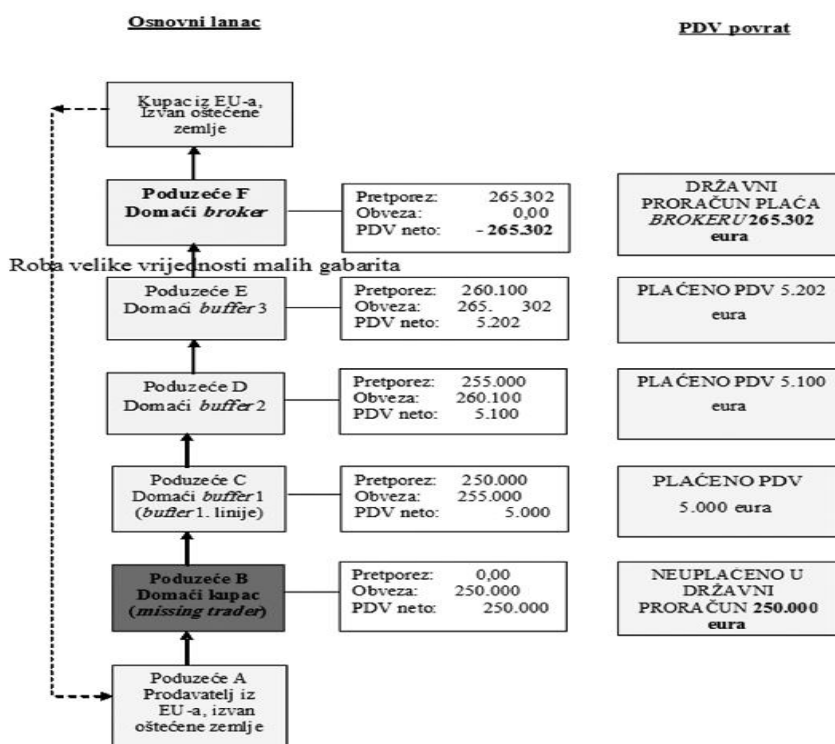 Osnovni lanac
PDV povrat
Kupac iz EU-a,
Izvan oštećene
zemlje
Poduzeće F
Domaći broker
Pretporez: 265.302
Obveza: 0,00
PDV neto: - 265.302
DRŽAVNI
PRORAČUN PLAĆA
BROKERU 265.302
eura
Roba velike vrijednosti malih gabarita
Poduzeće E
Domaći buffer 3
Pretporez: 260.100
Obveza: 265. 302
PDV neto: 5.202
PLAĆENO PDV 5.202
eura
Poduzeće D
Domaći buffer 2
Pretporez: 255.000
Obveza: 260.100
PDV neto: 5.100
PLAĆENO PDV 5.100
eura
Poduzeće C
Domaći buffer 1
(buffer 1. linije)
Pretporez: 250.000
Obveza: 255.000
PDV neto: 5.000
PLAĆENO PDV
5.000 eura
Poduzeće B
Domaći kupac
(missing trader)
Pretporez: 0,00
Obveza: 250.000
PDV neto: 250.000
NEUPLAĆENO U
DRŽAVNI
PRORAČUN 250.000
eura
Poduzeće A
Prodavatelj iz
EU-a, izvan
oštećene zemlje